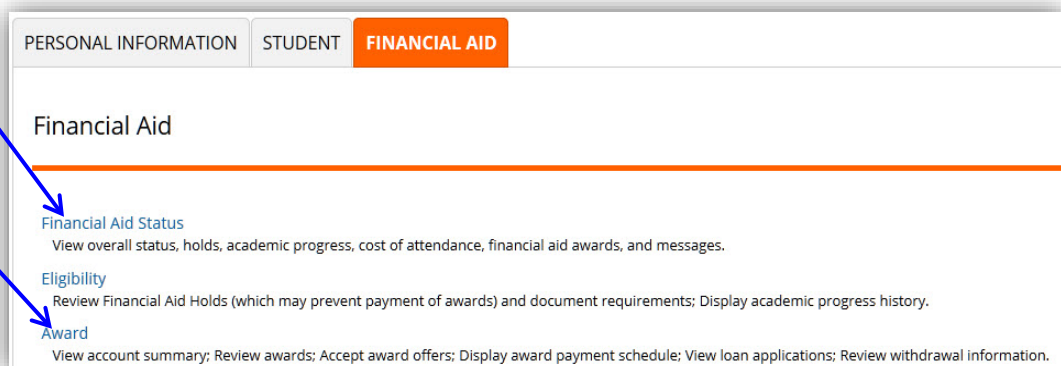 PERSONAL INFORMATION STUDENT FINANCIAL AID
Financial Aid
Financial Aid Status
View overall status, holds, academic progress, cost of attendance, financial aid awards, and messages.
Eligibility
Review Financial Aid Holds (which may prevent payment of awards) and document requirements; Display academic progress history.
Award
View account summary; Review awards; Accept award offers; Display award payment schedule; View loan applications; Review withdrawal information.